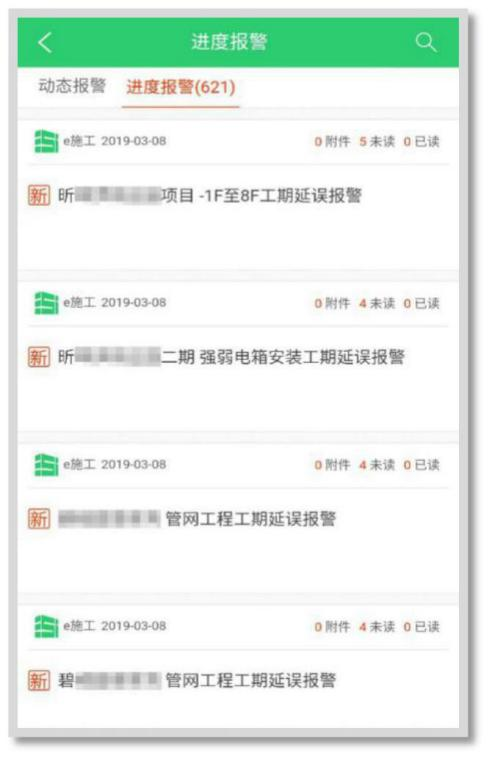 进度报警
动态报警 进度报警(621)
e施工 2019-03-08 0 附件 5 未读 0 已读
新 昕 项目 -1F至8F工期延误报警
e施工 2019-03-08 0 附件 4 未读 0 已读
新 昕 二期 强弱电箱安装工期延误报警
e施工 2019-03-08 0 附件 4 未读 0 已读
新 管网工程工期延误报警
e施工 2019-03-08 0 附件 4 未读 0 已读
新 碧 管网工程工期延误报警